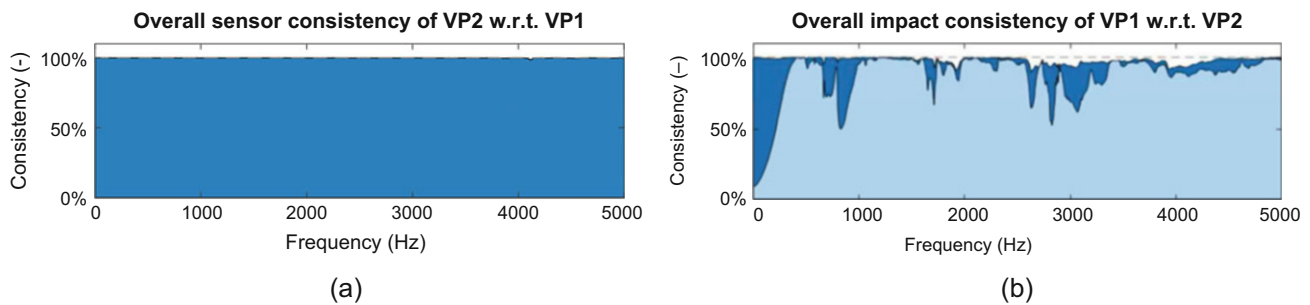 Overall sensor consistency of VP2 w.r.t. VP1
Consistency (-)
100%
50%
0%
0 1000 2000 3000 4000 5000
Frequency (Hz)
(a)
Overall impact consistency of VP1 w.r.t. VP2
Consistency (–)
100%
50%
0%
0 1000 2000 3000 4000 5000
Frequency (Hz)
(b)